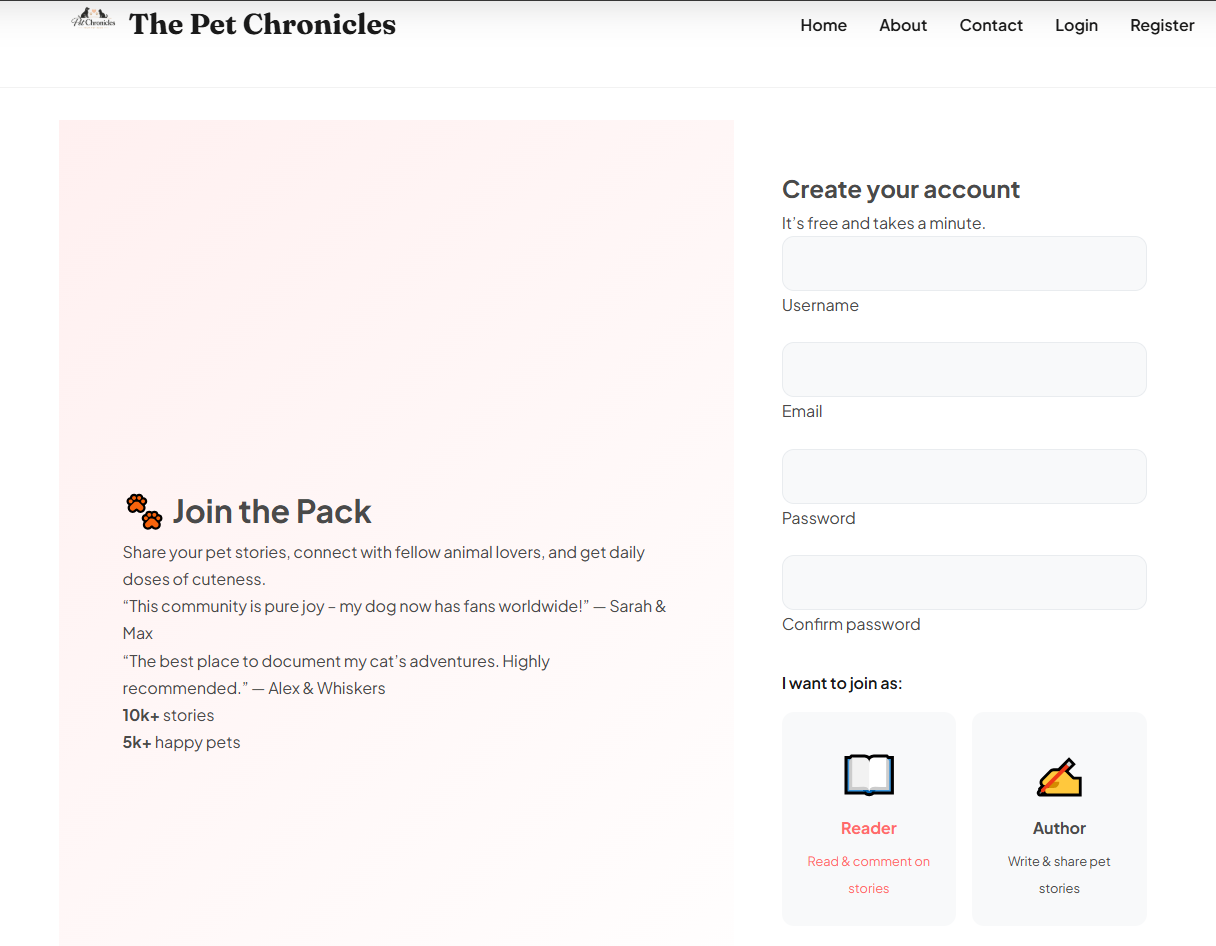 Pet Chronicles
The Pet Chronicles
Home About Contact Login Register
🐾 Join the Pack
Share your pet stories, connect with fellow animal lovers, and get daily
doses of cuteness.
“This community is pure joy – my dog now has fans worldwide!” — Sarah &
Max
“The best place to document my cat’s adventures. Highly
recommended.” — Alex & Whiskers
10k+ stories
5k+ happy pets
Create your account
It’s free and takes a minute.
Username
Email
Password
Confirm password
I want to join as:
Reader
Read & comment on
stories
Author
Write & share pet
stories